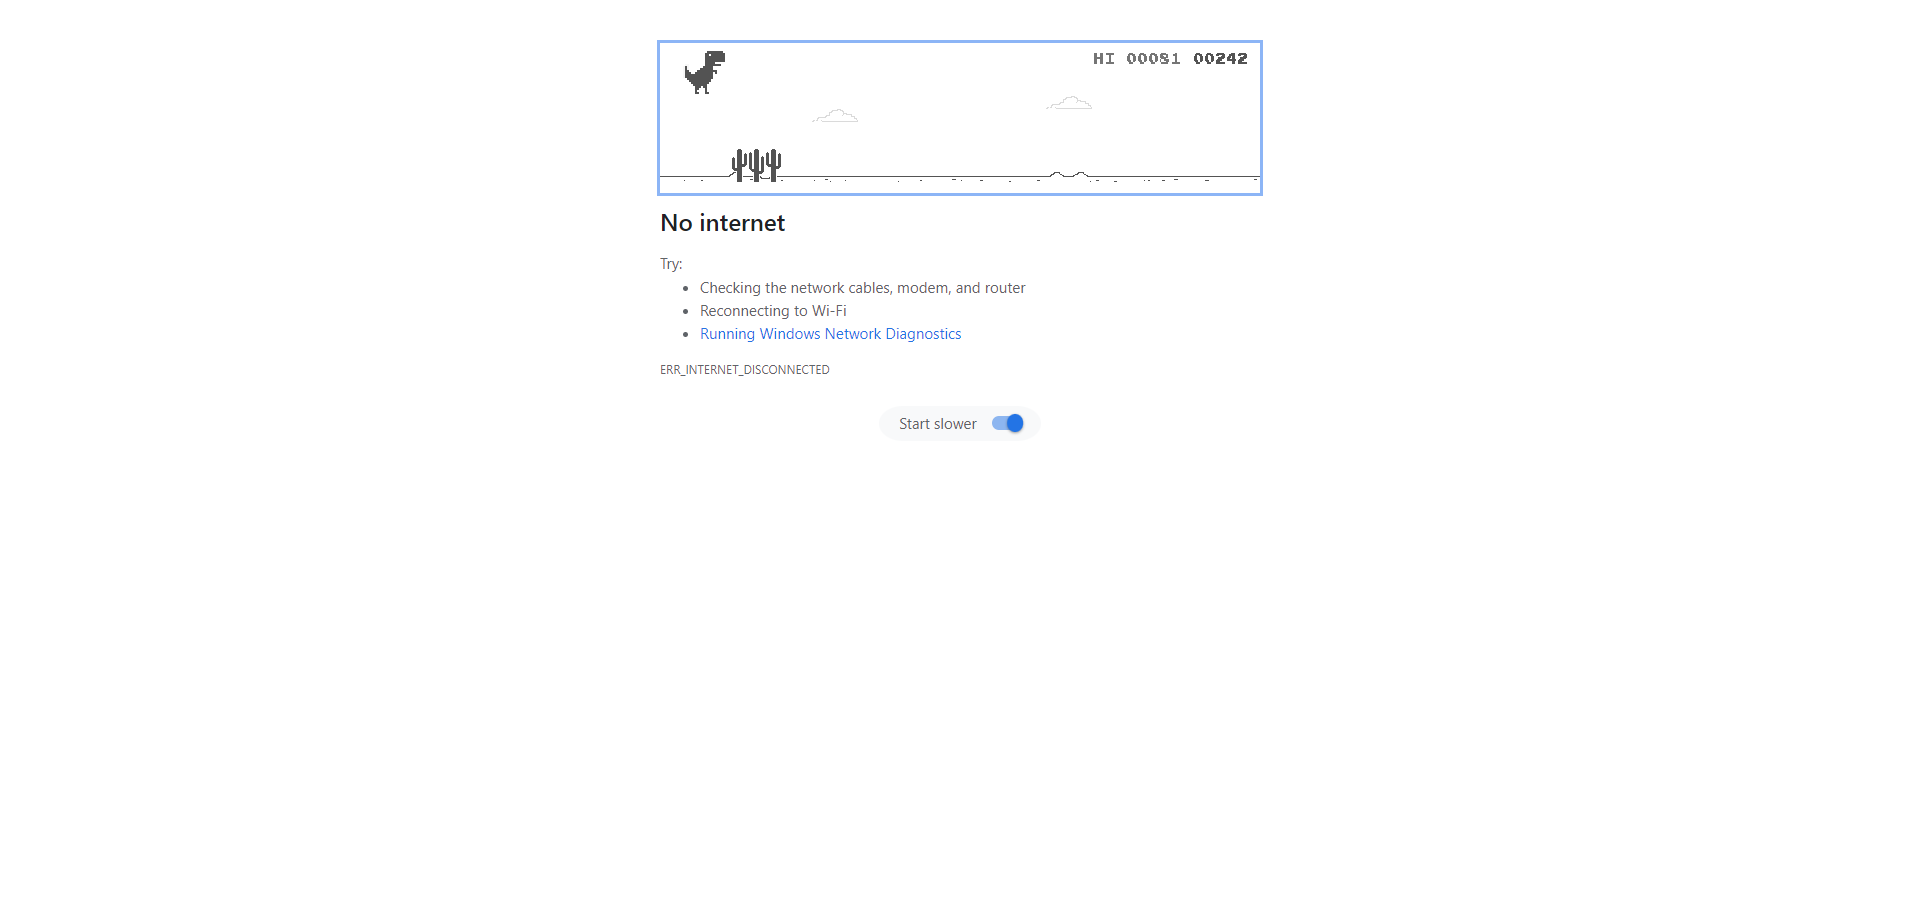 HI 00081 00242
No internet
Try:
Checking the network cables, modem, and router
Reconnecting to Wi-Fi
Running Windows Network Diagnostics
ERR_INTERNET_DISCONNECTED
Start slower